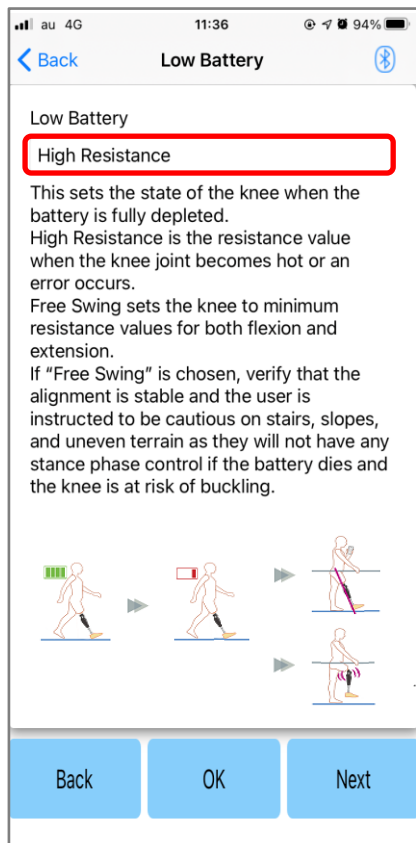 au 4G 11:36 94%
Back Low Battery
Low Battery
High Resistance
This sets the state of the knee when the
battery is fully depleted.
High Resistance is the resistance value
when the knee joint becomes hot or an
error occurs.
Free Swing sets the knee to minimum
resistance values for both flexion and
extension.
If “Free Swing” is chosen, verify that the
alignment is stable and the user is
instructed to be cautious on stairs, slopes,
and uneven terrain as they will not have any
stance phase control if the battery dies and
the knee is at risk of buckling.
Back OK Next